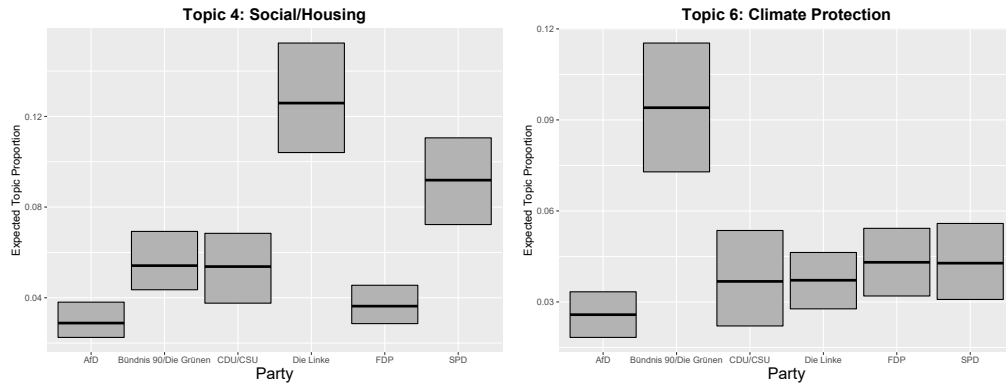 Topic 4: Social/Housing
Expected Topic Proportion
0.12
0.08
0.04
AfD
Bündnis 90/Die Grünen
CDU/CSU
Die Linke
FDP
SPD
Party
Topic 6: Climate Protection
Expected Topic Proportion
0.12
0.09
0.06
0.03
AfD
Bündnis 90/Die Grünen
CDU/CSU
Die Linke
FDP
SPD
Party